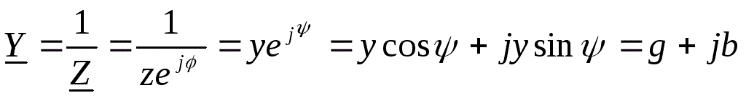 Y = 1/Z = 1/(ze^{jϕ}) = ye^{jψ} = y cos ψ + jy sin ψ = g + jb